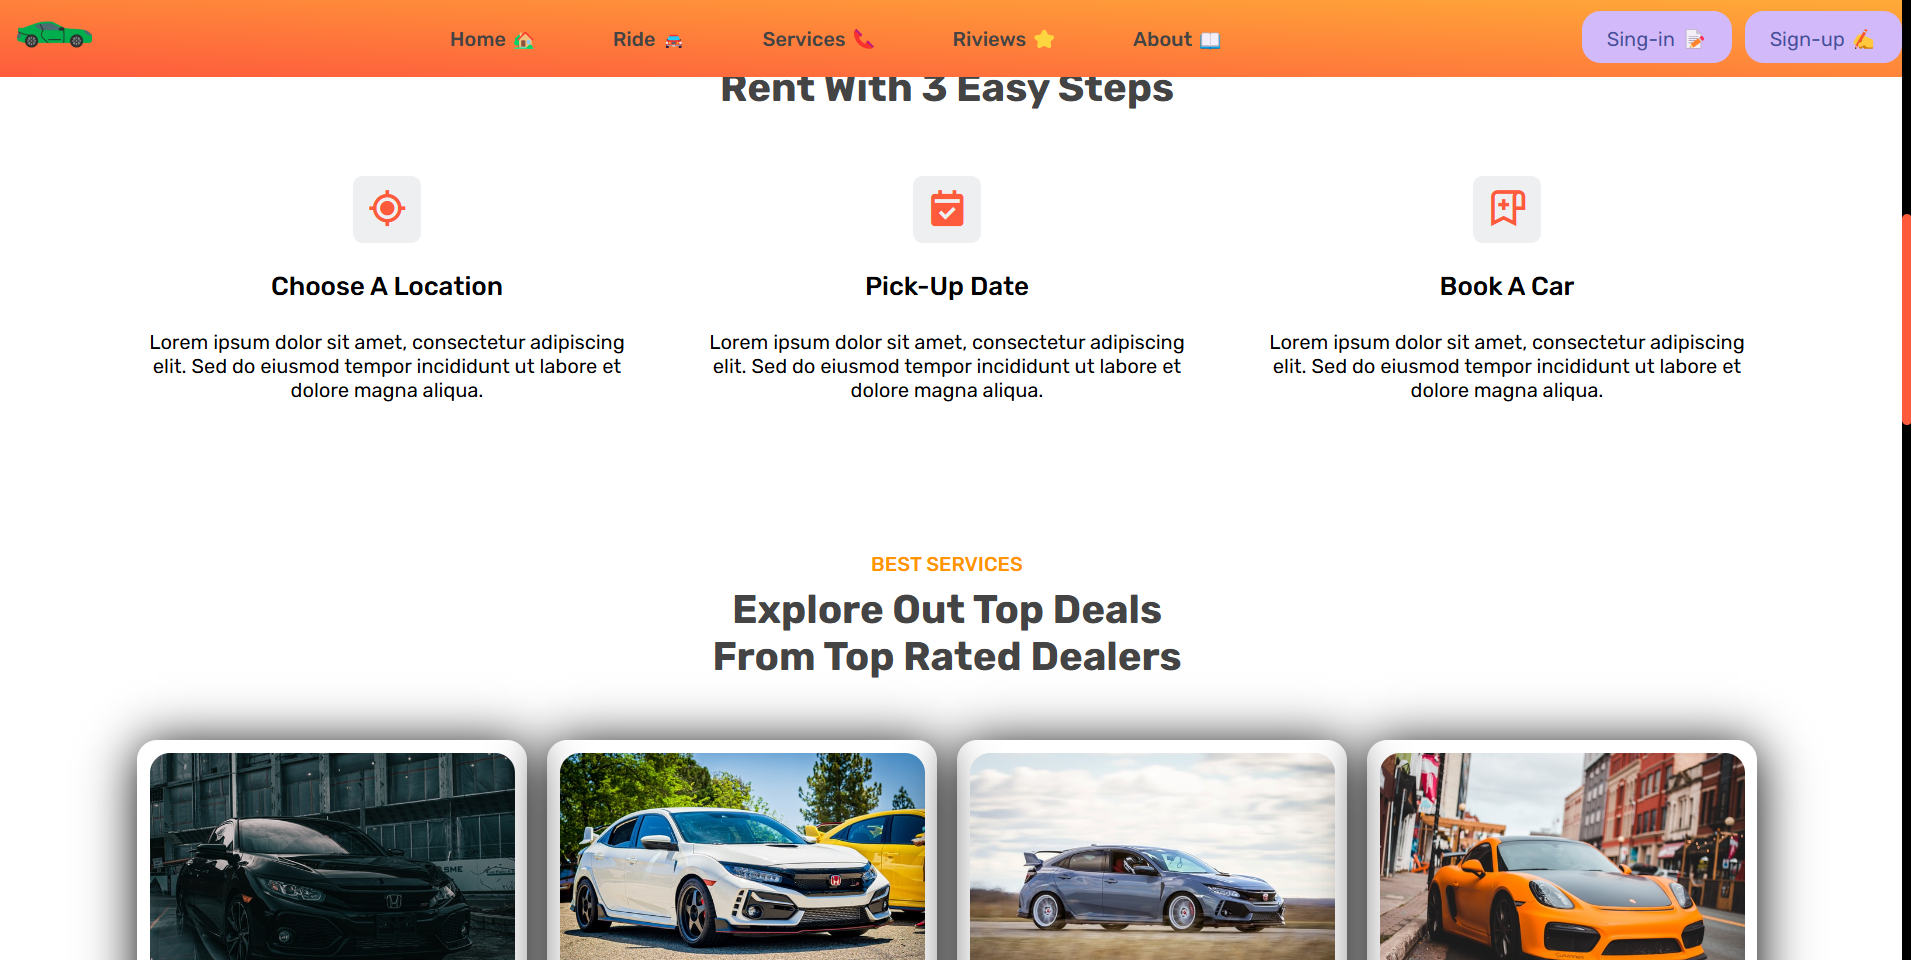 Home 🏡 Ride 🚘 Services 📞 Riviews ⭐ About 📖 Sing-in 📝 Sign-up ✍
Rent With 3 Easy Steps
Choose A Location
Lorem ipsum dolor sit amet, consectetur adipiscing
elit. Sed do eiusmod tempor incididunt ut labore et
dolore magna aliqua.
Pick-Up Date
Lorem ipsum dolor sit amet, consectetur adipiscing
elit. Sed do eiusmod tempor incididunt ut labore et
dolore magna aliqua.
Book A Car
Lorem ipsum dolor sit amet, consectetur adipiscing
elit. Sed do eiusmod tempor incididunt ut labore et
dolore magna aliqua.
BEST SERVICES
Explore Out Top Deals
From Top Rated Dealers